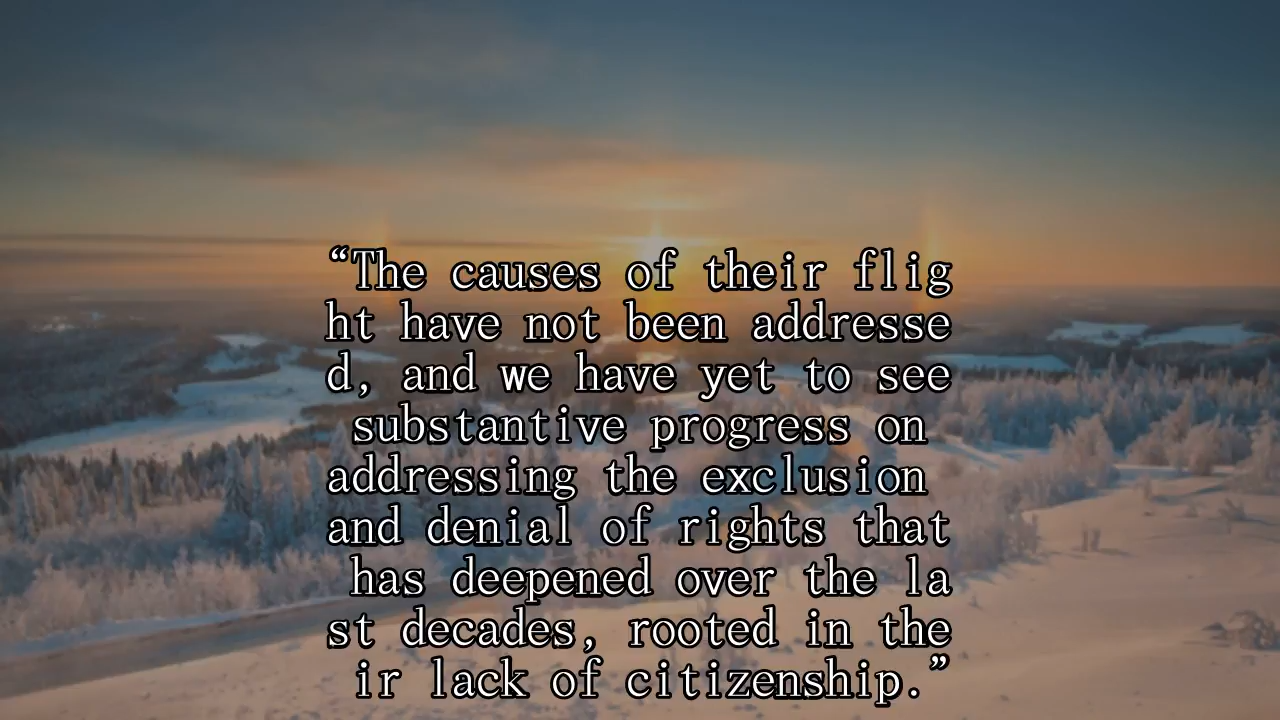 “The causes of their flig
ht have not been addresse
d, and we have yet to see
substantive progress on
addressing the exclusion
and denial of rights that
has deepened over the la
st decades, rooted in the
ir lack of citizenship.”